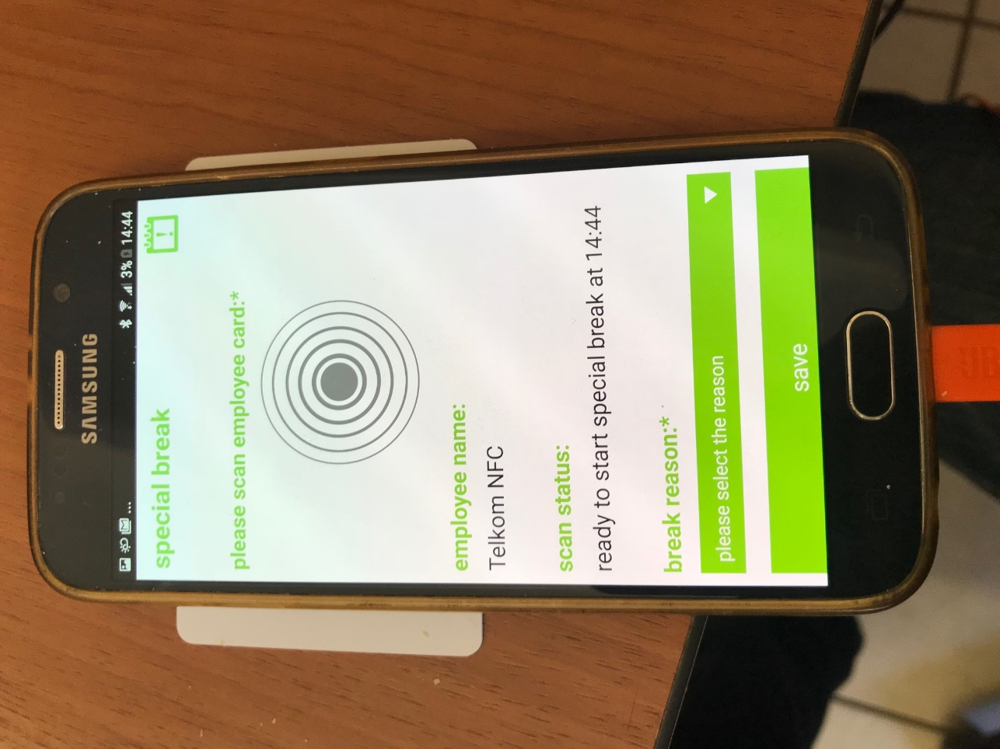 SAMSUNG
3% 14:44
special break
please scan employee card:*
employee name:
Telkom NFC
scan status:
ready to start special break at 14:44
break reason:*
please select the reason
save